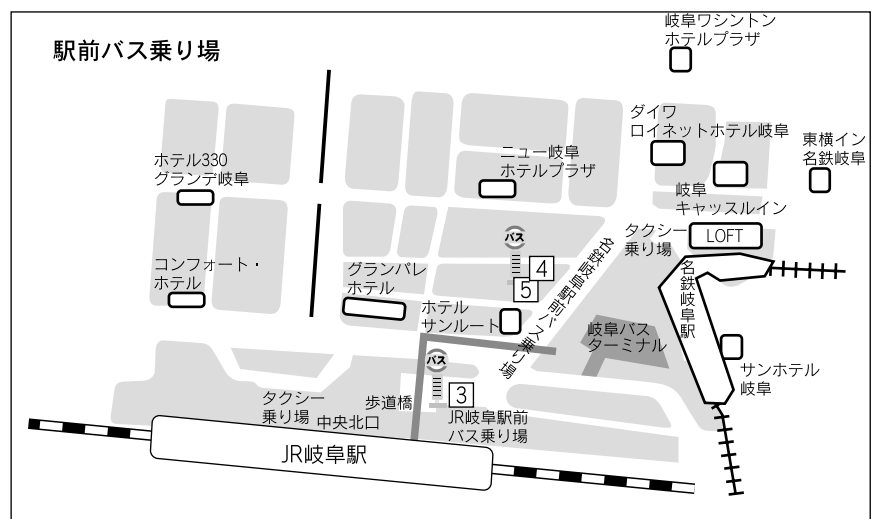 駅前バス乗り場
岐阜ワシントン
ホテルプラザ
ダイワ
ロイネットホテル岐阜
東横イン
名鉄岐阜
ホテル330
グランデ岐阜
ニュー岐阜
ホテルプラザ
岐阜
キャッスルイン
タクシー
乗り場
LOFT
バス
4
5
名鉄岐阜駅前バス乗り場
名鉄岐阜駅
コンフォート・
ホテル
グランパレ
ホテル
ホテル
サンルート
岐阜バス
ターミナル
サンホテル
岐阜
バス
3
タクシー
乗り場
歩道橋
中央北口
JR岐阜駅前
バス乗り場
JR岐阜駅